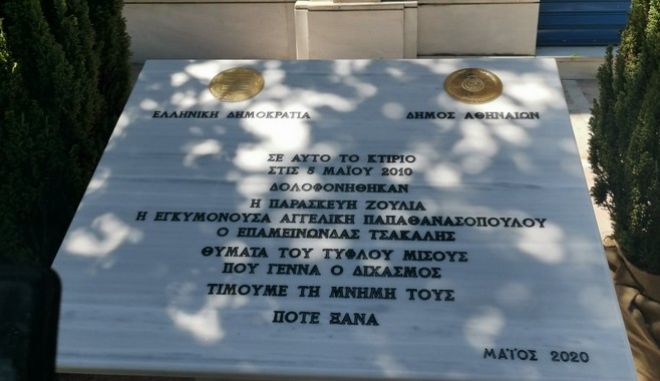 ΕΛΛΗΝΙΚΗ ΔΗΜΟΚΡΑΤΙΑ
ΔΗΜΟΣ ΑΘΗΝΑΙΩΝ
ΣΕ ΑΥΤΟ ΤΟ ΚΤΙΡΙΟ
ΣΤΙΣ 5 ΜΑΪΟΥ 2010
ΔΟΛΟΦΟΝΗΘΗΚΑΝ
Η ΠΑΡΑΣΚΕΥΗ ΖΟΥΛΙΑ
Η ΕΓΚΥΜΟΝΟΥΣΑ ΑΓΓΕΛΙΚΗ ΠΑΠΑΘΑΝΑΣΟΠΟΥΛΟΥ
Ο ΕΠΑΜΕΙΝΩΝΔΑΣ ΤΣΑΚΑΛΗΣ
ΘΥΜΑΤΑ ΤΟΥ ΤΥΦΛΟΥ ΜΙΣΟΥΣ
ΠΟΥ ΓΕΝΝΑ Ο ΔΙΧΑΣΜΟΣ
ΤΙΜΟΥΜΕ ΤΗ ΜΝΗΜΗ ΤΟΥΣ
ΠΟΤΕ ΞΑΝΑ
ΜΑΪΟΣ 2020